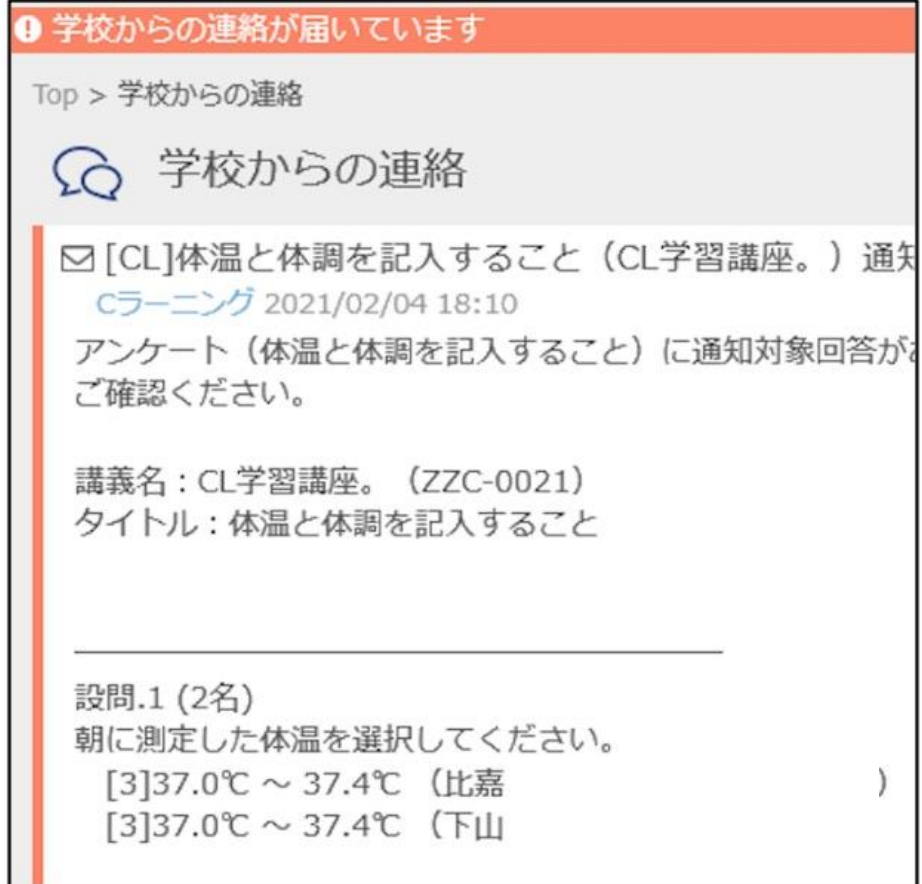 学校からの連絡が届いています
Top > 学校からの連絡
学校からの連絡
[CL]体温と体調を記入すること（CL学習講座。）通知
Cラーニング 2021/02/04 18:10
アンケート（体温と体調を記入すること）に通知対象回答が
ご確認ください。
講義名：CL学習講座。（ZZC-0021）
タイトル：体温と体調を記入すること
設問.1 (2名)
朝に測定した体温を選択してください。
[3]37.0℃ ～ 37.4℃ （比嘉 ）
[3]37.0℃ ～ 37.4℃ （下山